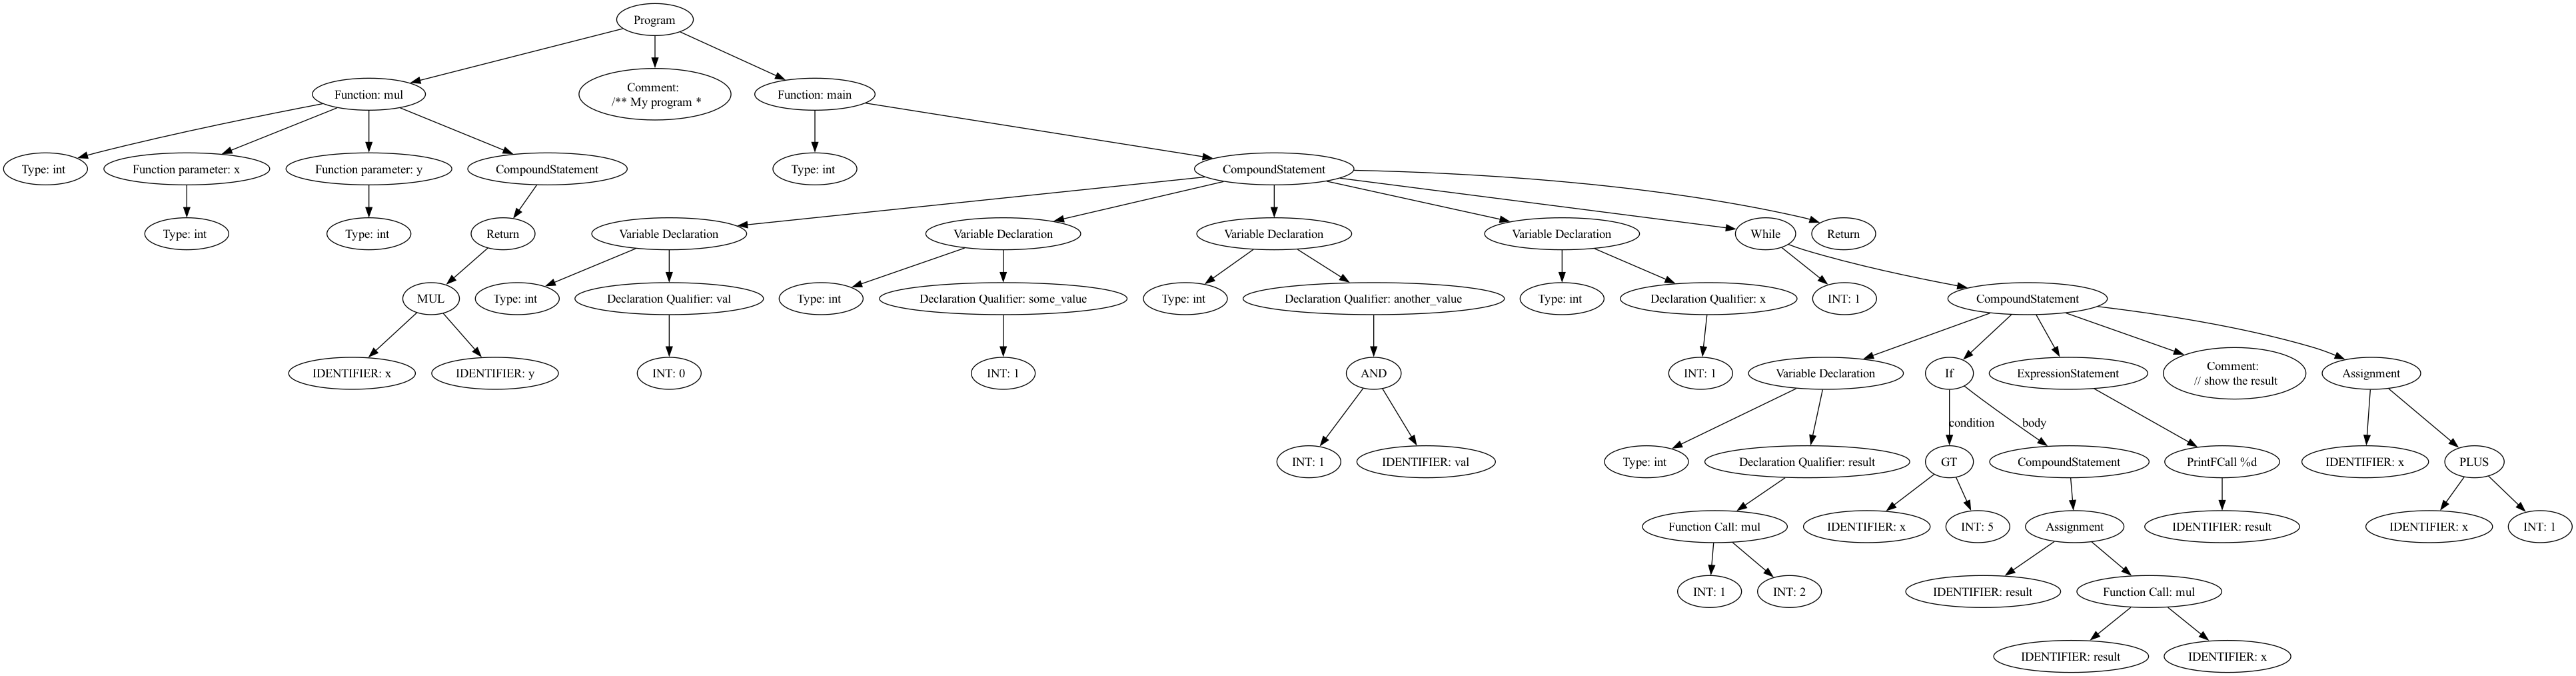 Program
Function: mul
Comment:
/** My program *
Function: main
Type: int
Function parameter: x
Function parameter: y
CompoundStatement
Type: int
CompoundStatement
Type: int
Type: int
Return
Variable Declaration
Variable Declaration
Variable Declaration
Variable Declaration
While
Return
MUL
Type: int
Declaration Qualifier: val
Type: int
Declaration Qualifier: some_value
Type: int
Declaration Qualifier: another_value
Type: int
Declaration Qualifier: x
INT: 1
CompoundStatement
IDENTIFIER: x
IDENTIFIER: y
INT: 0
INT: 1
AND
INT: 1
Variable Declaration
If
ExpressionStatement
Comment:
// show the result
Assignment
condition
body
INT: 1
IDENTIFIER: val
Type: int
Declaration Qualifier: result
GT
CompoundStatement
PrintFCall %d
IDENTIFIER: x
PLUS
Function Call: mul
IDENTIFIER: x
INT: 5
Assignment
IDENTIFIER: result
IDENTIFIER: x
INT: 1
INT: 1
INT: 2
IDENTIFIER: result
Function Call: mul
IDENTIFIER: result
IDENTIFIER: x